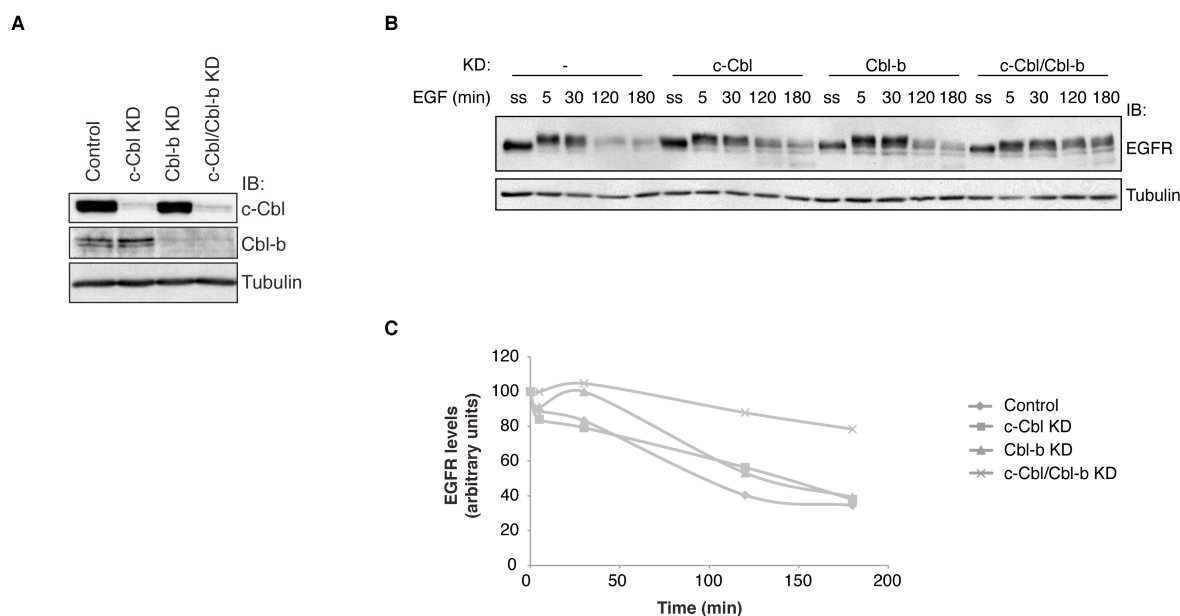 A
Control
c-Cbl KD
Cbl-b KD
c-Cbl/Cbl-b KD
IB:
c-Cbl
Cbl-b
Tubulin
B
KD: - c-Cbl Cbl-b c-Cbl/Cbl-b
EGF (min) ss 5 30 120 180 ss 5 30 120 180 ss 5 30 120 180 ss 5 30 120 180
IB:
EGFR
Tubulin
C
EGFR levels
(arbitrary units)
120
100
80
60
40
20
0
0 50 100 150 200
Time (min)
Control
c-Cbl KD
Cbl-b KD
c-Cbl/Cbl-b KD